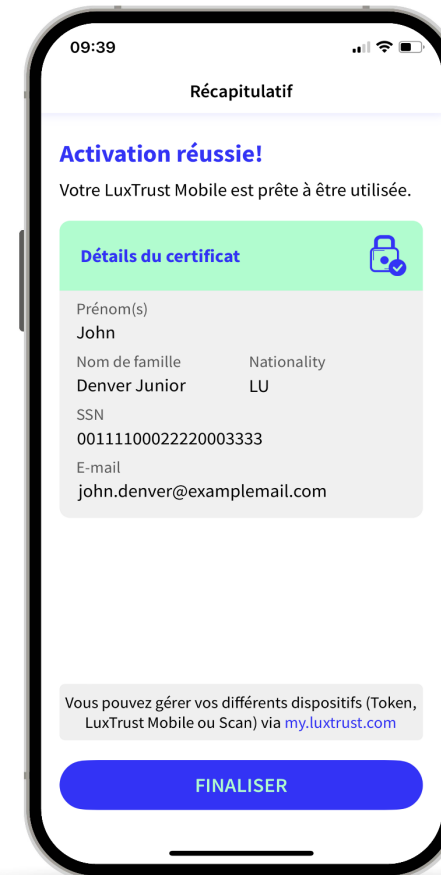 09:39
Récapitulatif
Activation réussie!
Votre LuxTrust Mobile est prête à être utilisée.
Détails du certificat
Prénom(s)
John
Nom de famille Nationality
Denver Junior LU
SSN
00111100022220003333
E-mail
john.denver@examplemail.com
Vous pouvez gérer vos différents dispositifs (Token,
LuxTrust Mobile ou Scan) via my.luxtrust.com
FINALISER